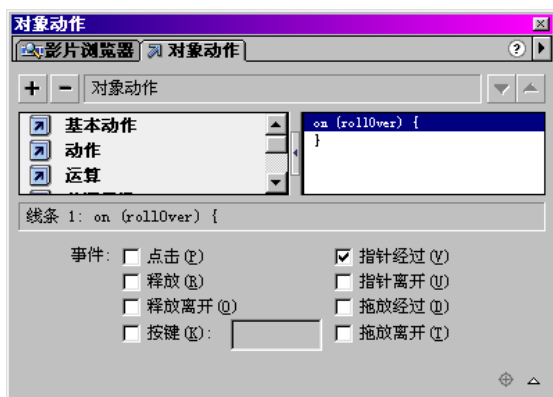 对象动作
影片浏览器 对象动作 ?
+ - 对象动作
基本动作
动作
运算
on (rollOver) {
}
线条 1: on (rollOver) {
事件: 点击(P) 指针经过(V)
释放(R) 指针离开(U)
释放离开(O) 拖放经过(D)
按键(K): 拖放离开(T)